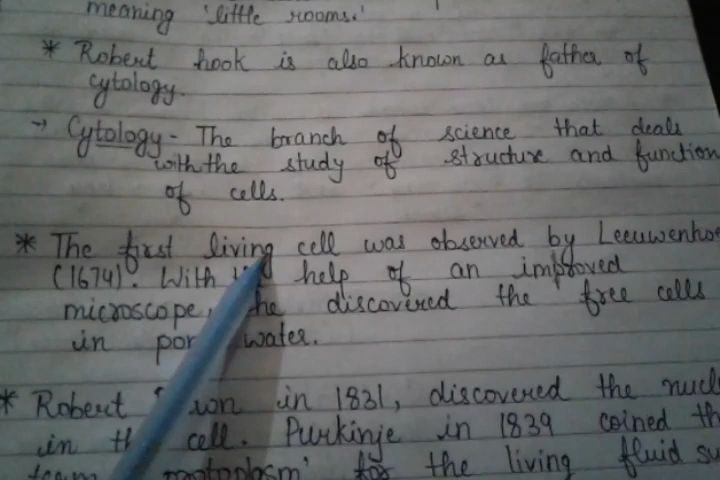 meaning 'little rooms.'
* Robert hook is also known as father of
cytology.
→ Cytology - The branch of science that deals
with the study of structure and function
of cells.
* The first living cell was observed by
(1674). With help of an improved
microscope, he discovered the free cells
in water.
* Robert in 1831, discovered the
in cell. Purkinje in 1839 coined
for the living fluid